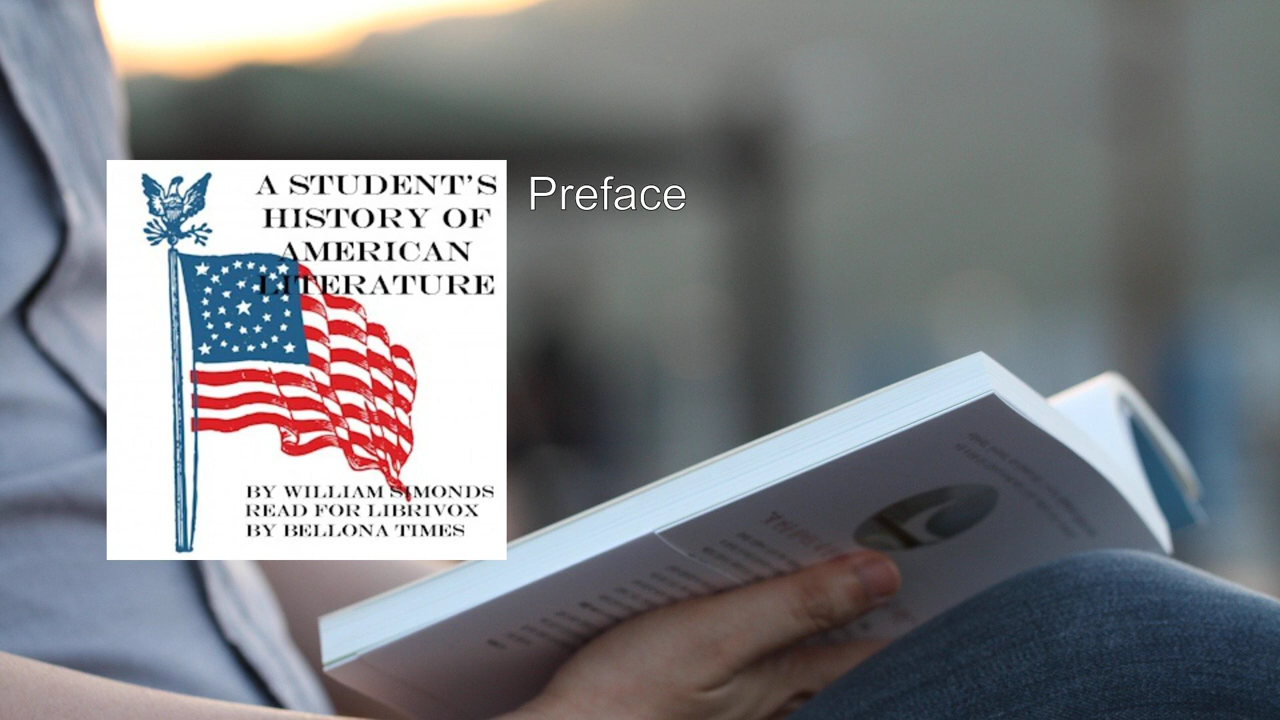 A STUDENT'S
HISTORY OF
AMERICAN
LITERATURE
Preface
BY WILLIAM SIMONDS
READ FOR LIBRIVOX
BY BELLONA TIMES